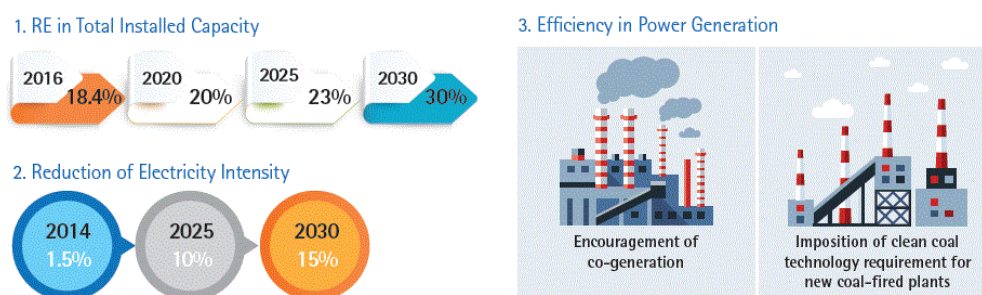 1. RE in Total Installed Capacity
2016
18.4%
2020
20%
2025
23%
2030
30%
2. Reduction of Electricity Intensity
2014
1.5%
2025
10%
2030
15%
3. Efficiency in Power Generation
Encouragement of
co-generation
Imposition of clean coal
technology requirement for
new coal-fired plants